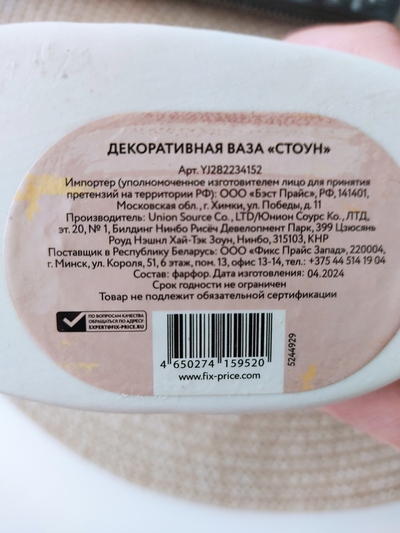 ДЕКОРАТИВНАЯ ВАЗА «СТОУН»
Арт. YJ282234152
Импортер (уполномоченное изготовителем лицо для принятия
претензий на территории РФ): ООО «Бэст Прайс», РФ, 141401,
Московская обл., г. Химки, ул. Победы, д. 11
Производитель: Union Source Co., LTD/Юнион Соурс Ко., ЛТД,
эт. 20, № 1, Билдинг Нинбо Рисёч Девелопмент Парк, 399 Цзюсянь
Роуд Нэшнл Хай-Тэк Зоун, Нинбо, 315103, КНР
Поставщик в Республику Беларусь: ООО «Фикс Прайс Запад», 220004,
г. Минск, ул. Короля, 51, 6 этаж, пом. 13, офис 13-14, тел.: +375 44 514 19 04
Состав: фарфор. Дата изготовления: 04.2024
Срок годности не ограничен
Товар не подлежит обязательной сертификации
ПО ВОПРОСАМ КАЧЕСТВА
ОБРАЩАТЬСЯ ПО АДРЕСУ
EXPERT@FIX-PRICE.RU
4 650274 159520
www.fix-price.com
5244929